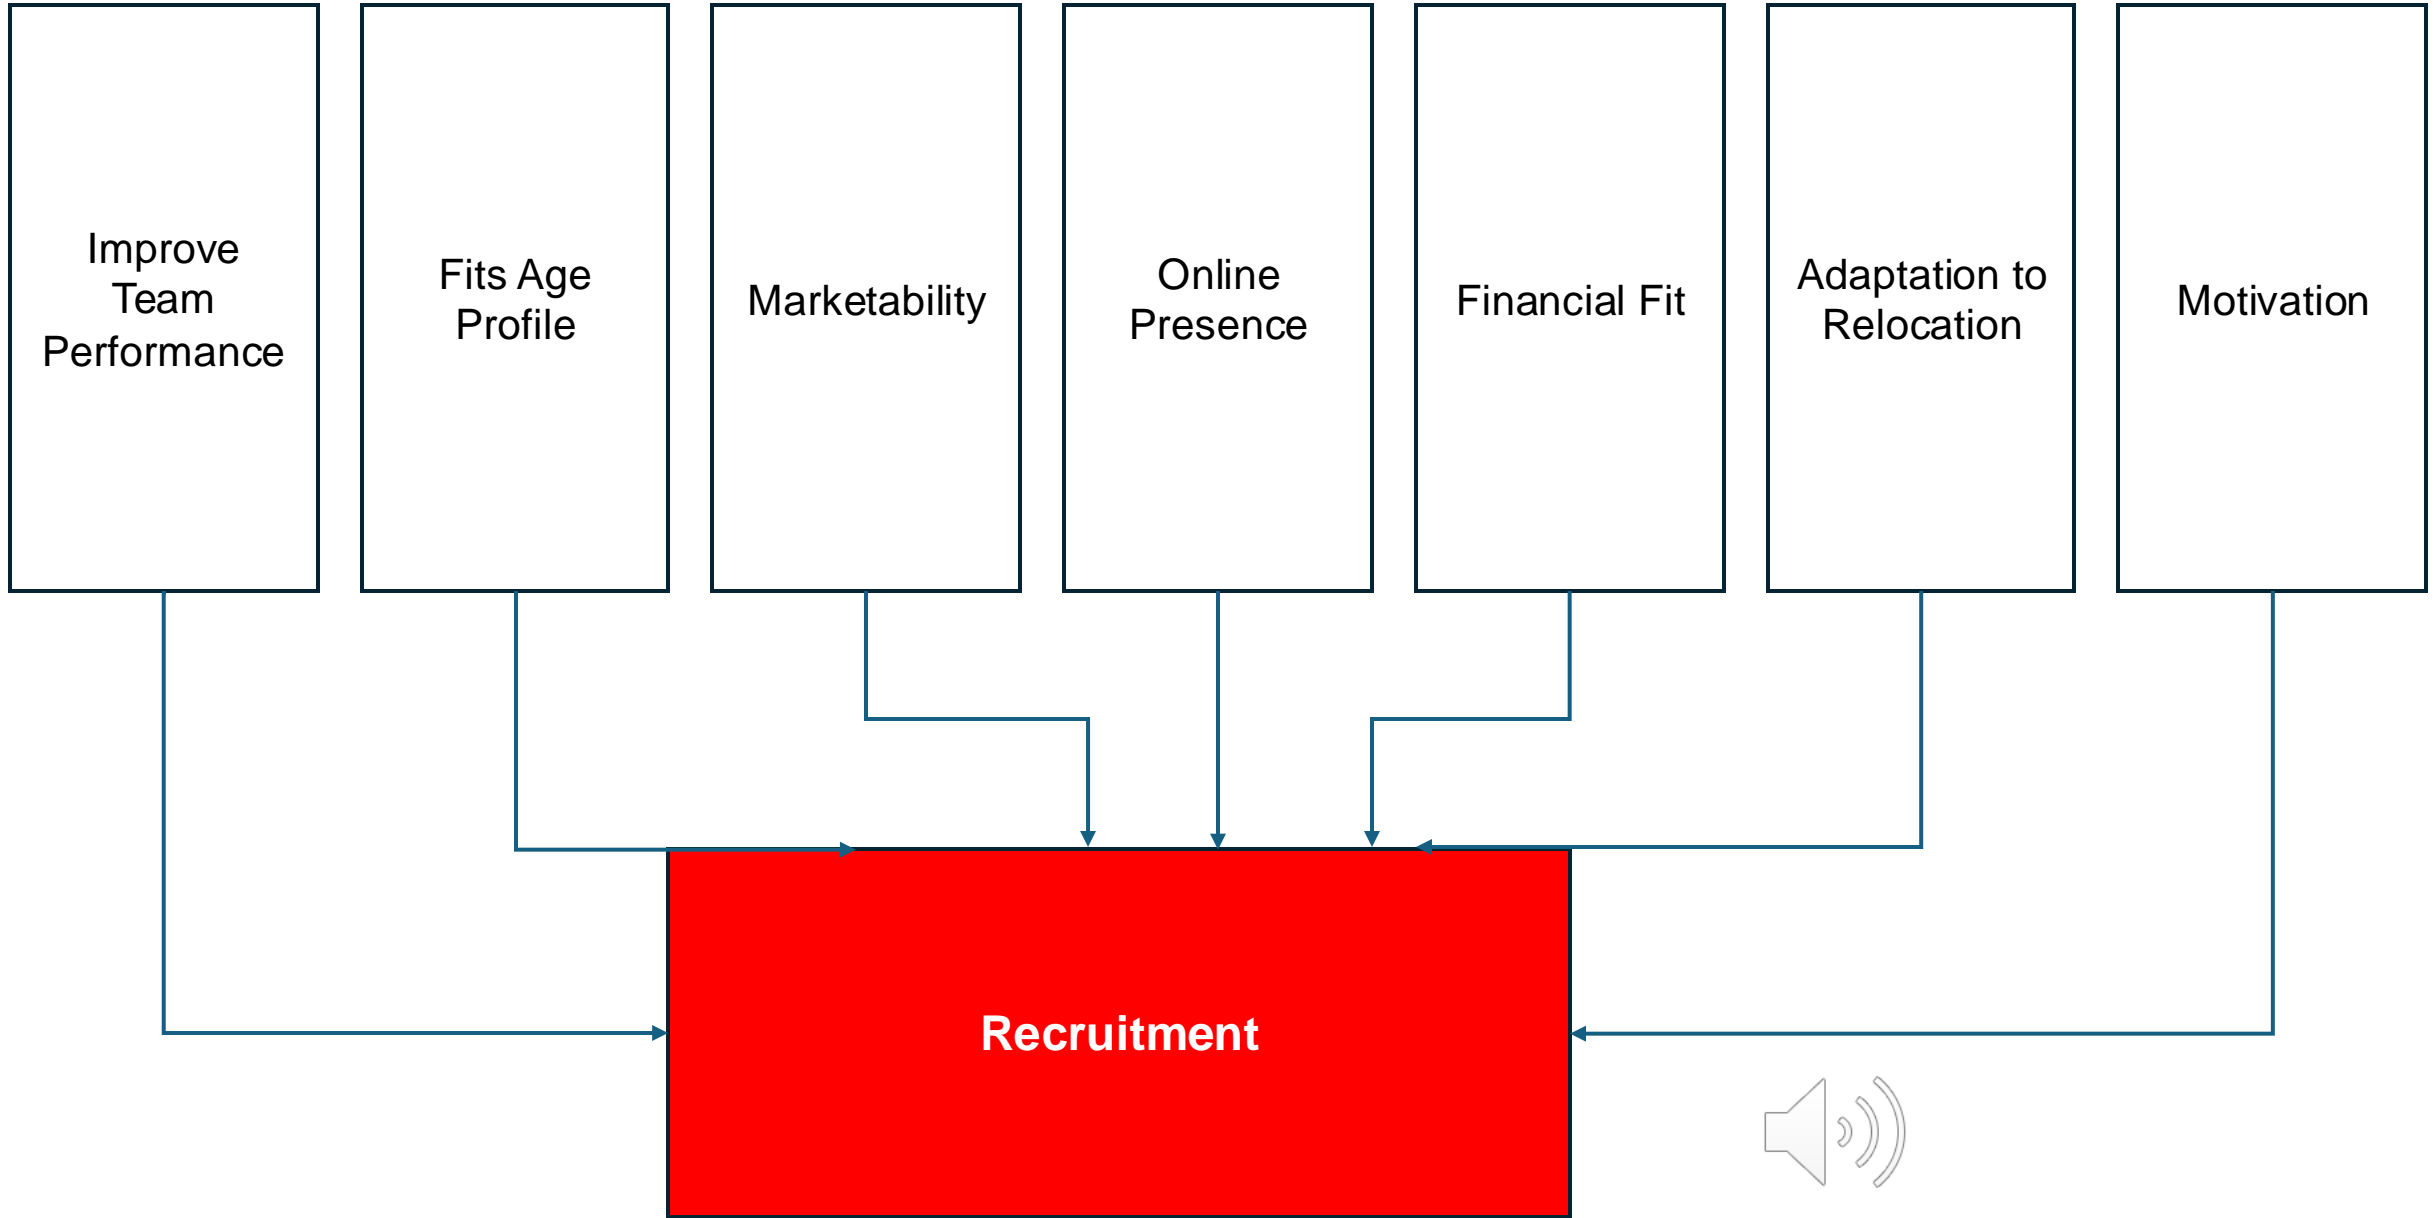 Improve
Team
Performance
Fits Age
Profile
Marketability
Online
Presence
Financial Fit
Adaptation to
Relocation
Motivation
Recruitment